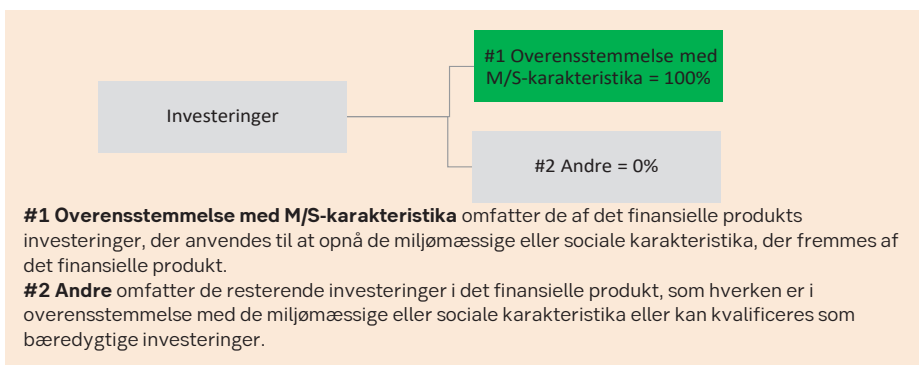 #1 Overensstemmelse med
M/S-karakteristika = 100%
Investeringer
#2 Andre = 0%
#1 Overensstemmelse med M/S-karakteristika omfatter de af det finansielle produkts
investeringer, der anvendes til at opnå de miljømæssige eller sociale karakteristika, der fremmes af
det finansielle produkt.
#2 Andre omfatter de resterende investeringer i det finansielle produkt, som hverken er i
overensstemmelse med de miljømæssige eller sociale karakteristika eller kan kvalificeres som
bæredygtige investeringer.